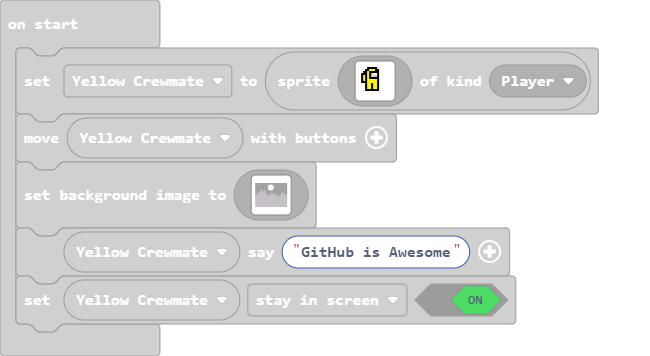 on start
set Yellow Crewmate to sprite of kind Player
move Yellow Crewmate with buttons
set background image to
Yellow Crewmate say "GitHub is Awesome"
set Yellow Crewmate stay in screen ON